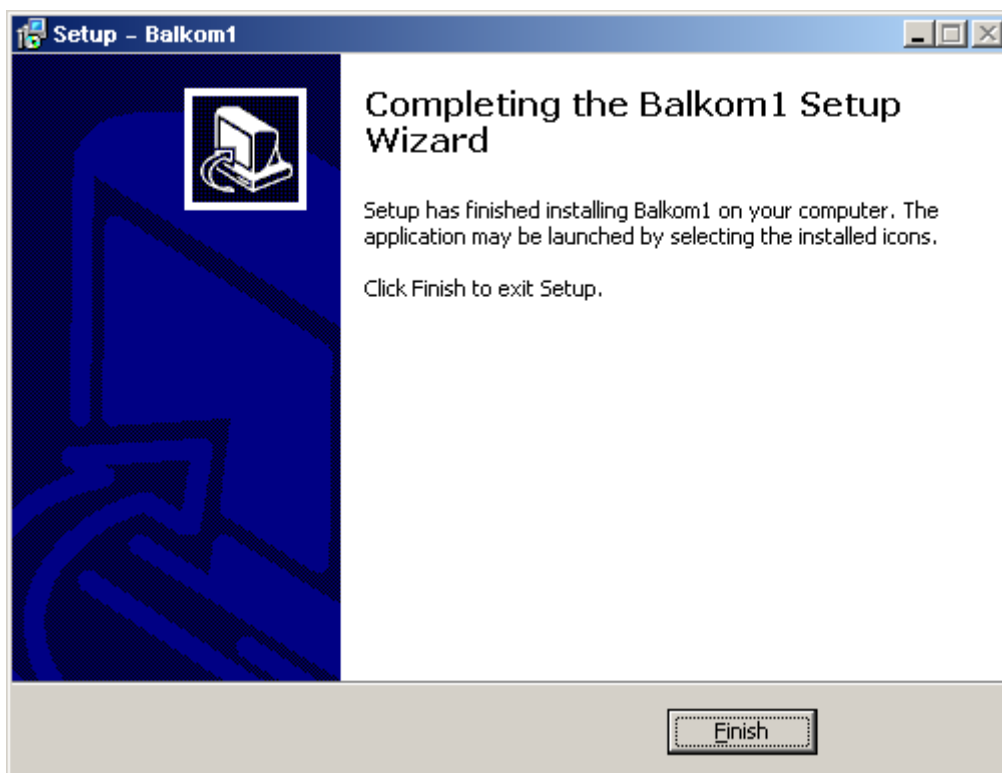 Setup - Balkom1
Completing the Balkom1 Setup
Wizard
Setup has finished installing Balkom1 on your computer. The
application may be launched by selecting the installed icons.
Click Finish to exit Setup.
Finish